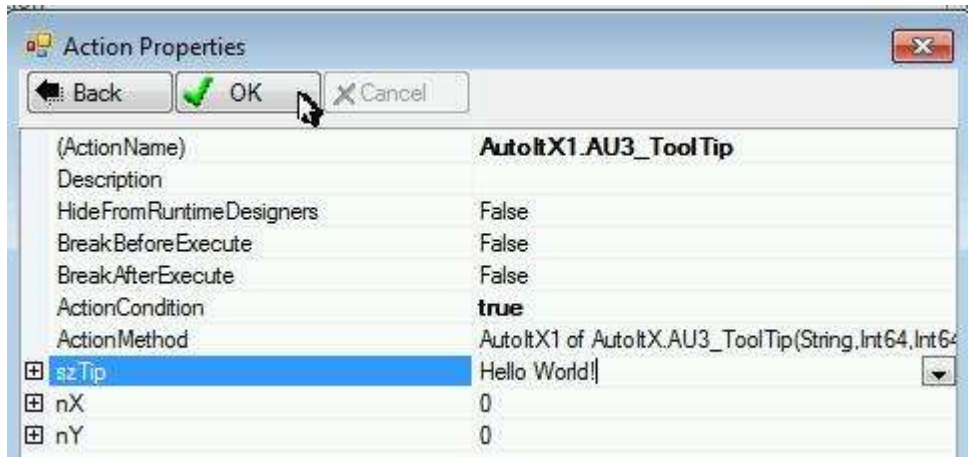 Action Properties
Back OK Cancel
(ActionName) AutoItX1.AU3_ToolTip
Description
HideFromRuntimeDesigners False
BreakBeforeExecute False
BreakAfterExecute False
ActionCondition true
ActionMethod AutoItX1 of AutoItX.AU3_ToolTip(String,Int64,Int64
szTip Hello World!
nX 0
nY 0